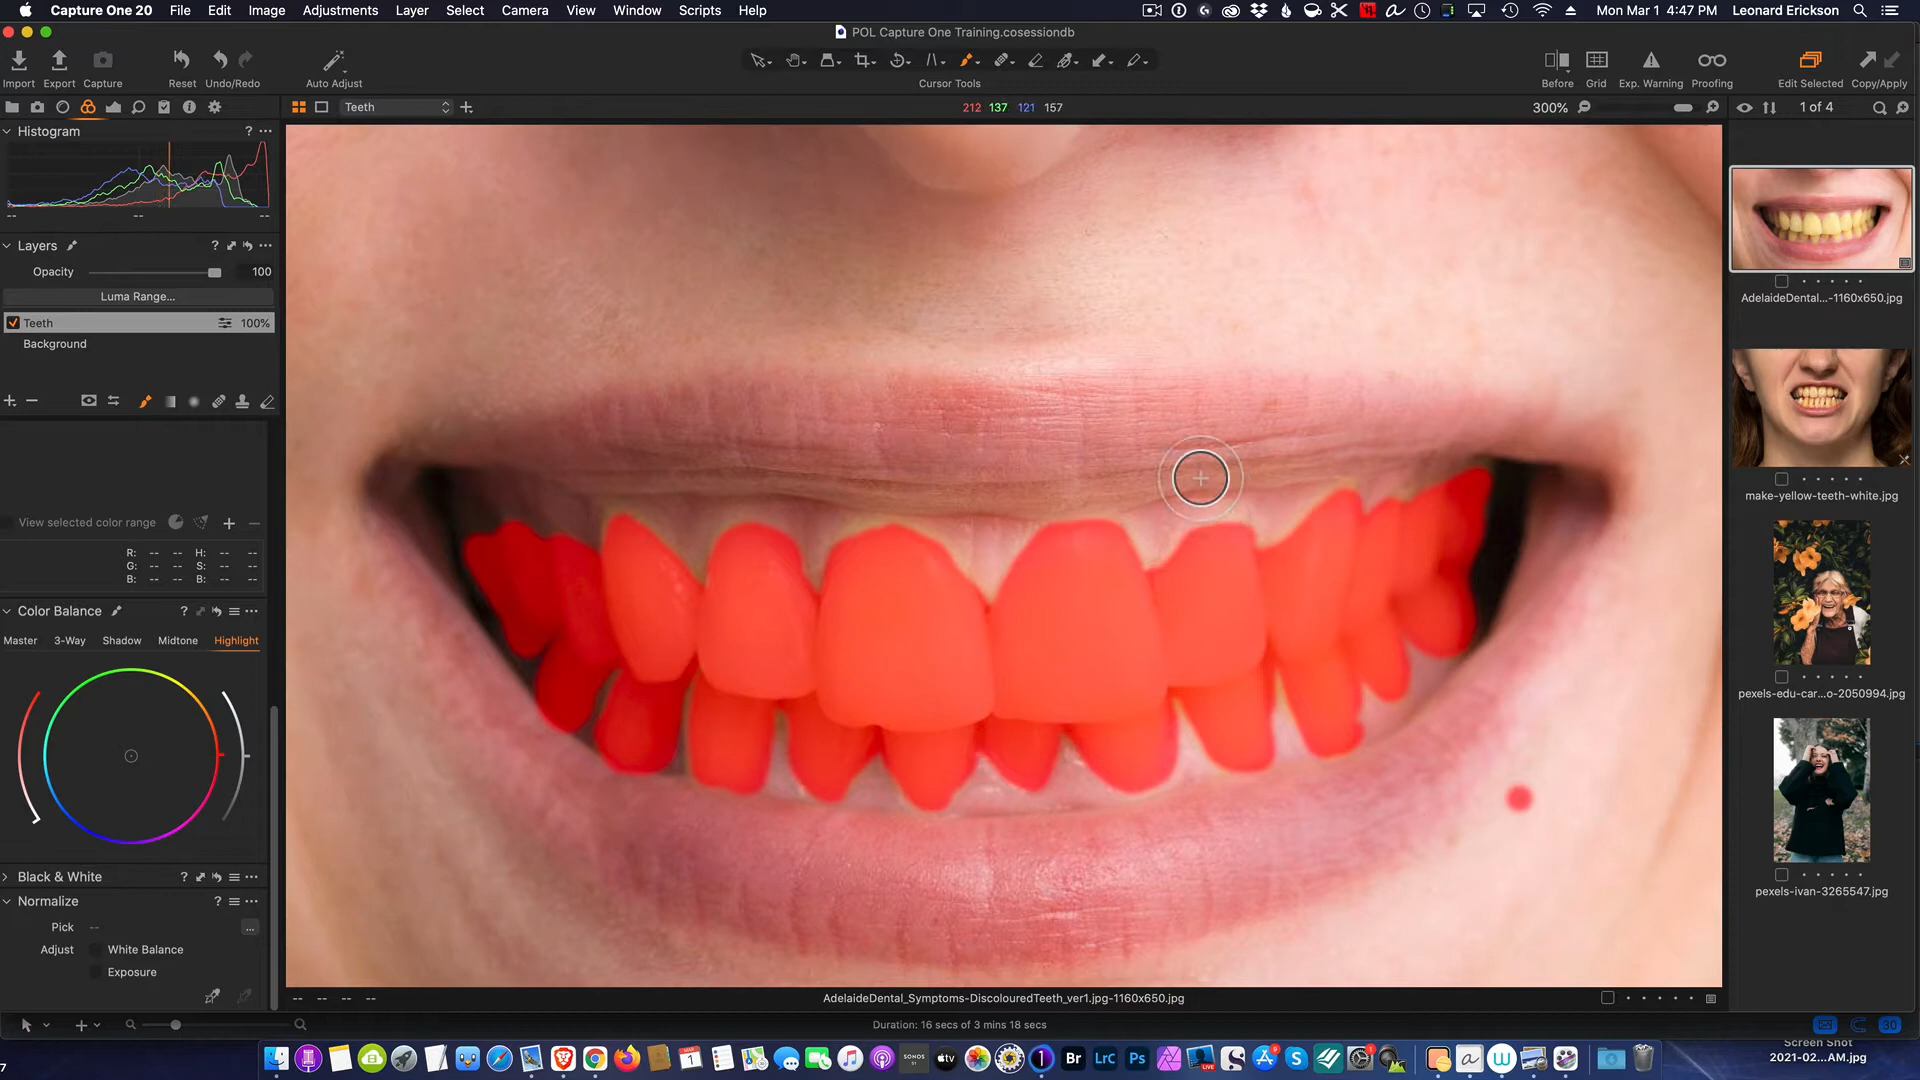 Capture One 20 File Edit Image Adjustments Layer Select Camera View Window Scripts Help Mon Mar 1 4:47 PM Leonard Erickson
POL Capture One Training.cosessiondb
Import Export Capture Reset Undo/Redo Auto Adjust Cursor Tools Before Grid Exp. Warning Proofing Edit Selected Copy/Apply
Teeth 212 137 121 157 300% 1 of 4
Histogram ? ...
-- -- --
Layers ? ...
Opacity 100
Luma Range...
Teeth 100%
Background
View selected color range
R: -- -- H: -- --
G: -- -- S: -- --
B: -- -- B: -- --
Color Balance ? ...
Master 3-Way Shadow Midtone Highlight
Black & White ? ...
Normalize ? ...
Pick -- ...
Adjust White Balance
Exposure
AdelaideDental...-1160x650.jpg
make-yellow-teeth-white.jpg
pexels-edu-car...o-2050994.jpg
pexels-ivan-3265547.jpg
-- -- -- -- AdelaideDental_Symptoms-DiscolouredTeeth_ver1.jpg-1160x650.jpg
Duration: 16 secs of 3 mins 18 secs 30
Screen Shot
2021-02...AM.jpg
SONOS
S1
tv
Br LrC Ps
LIVE
7